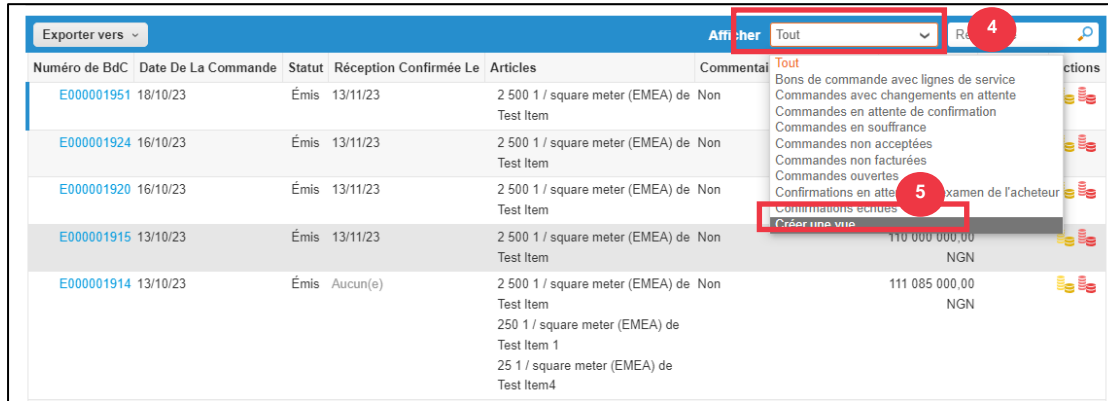 Exporter vers
Afficher Tout 4
Numéro de BdC Date De La Commande Statut Réception Confirmée Le Articles Commentai ctions
Tout
Bons de commande avec lignes de service
Commandes avec changements en attente
Commandes en attente de confirmation
Commandes en souffrance
Commandes non acceptées
Commandes non facturées
Commandes ouvertes
Confirmations en atte 5 examen de l'acheteur
Confirmations échues
Créer une vue
E000001951 18/10/23 Émis 13/11/23 2 500 1 / square meter (EMEA) de Non
Test Item
E000001924 16/10/23 Émis 13/11/23 2 500 1 / square meter (EMEA) de Non
Test Item
E000001920 16/10/23 Émis 13/11/23 2 500 1 / square meter (EMEA) de Non
Test Item
E000001915 13/10/23 Émis 13/11/23 2 500 1 / square meter (EMEA) de Non 110 000 000,00
Test Item NGN
E000001914 13/10/23 Émis Aucun(e) 2 500 1 / square meter (EMEA) de Non 111 085 000,00
Test Item NGN
250 1 / square meter (EMEA) de
Test Item 1
25 1 / square meter (EMEA) de
Test Item4